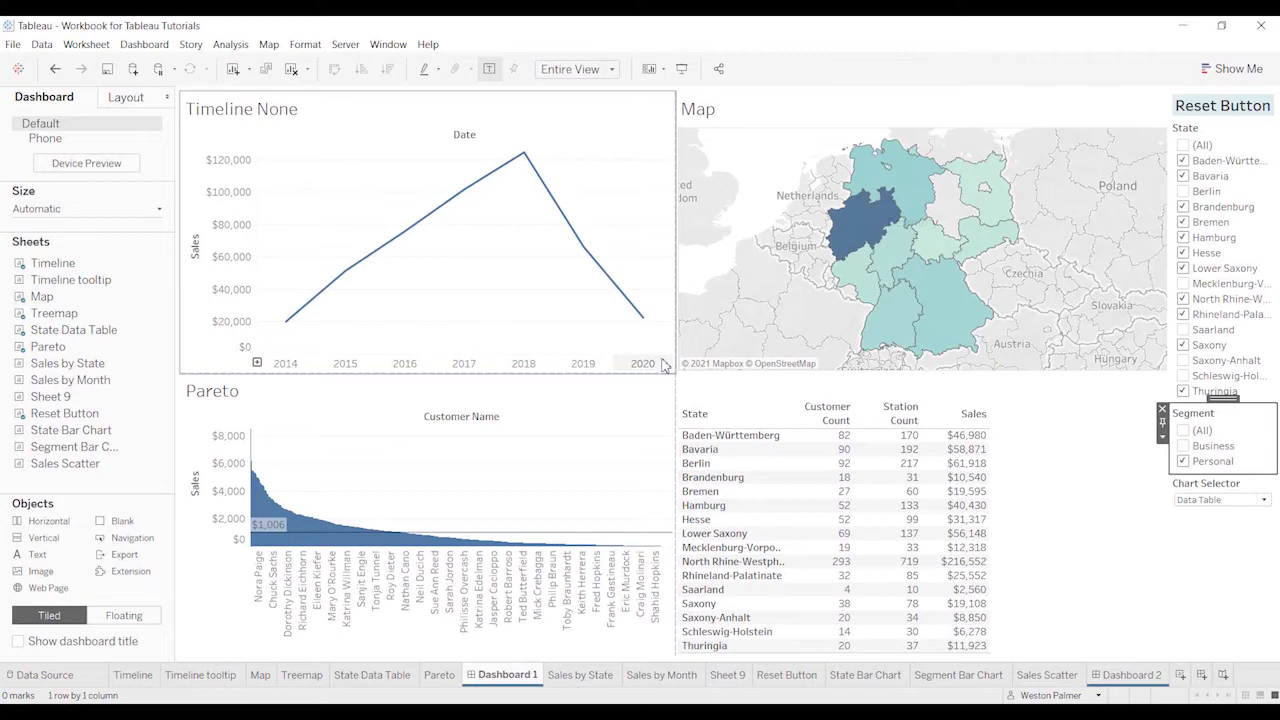 Tableau - Workbook for Tableau Tutorials
File Data Worksheet Dashboard Story Analysis Map Format Server Window Help
Entire View
Show Me
Dashboard Layout
Default
Phone
Device Preview
Size
Automatic
Sheets
Timeline
Timeline tooltip
Map
Treemap
State Data Table
Pareto
Sales by State
Sales by Month
Sheet 9
Reset Button
State Bar Chart
Segment Bar C...
Sales Scatter
Objects
Horizontal Blank
Vertical Navigation
Text Export
Image Extension
Web Page
Tiled Floating
Show dashboard title
Timeline None
Date
Sales
$120,000
$100,000
$80,000
$60,000
$40,000
$20,000
$0
2014 2015 2016 2017 2018 2019 2020
Pareto
Customer Name
Sales
$8,000
$6,000
$4,000
$2,000
$0
$1,006
Nora Paige
Chuck Sachs
Dorothy Dickinson
Richard Eichhorn
Eileen Kiefer
Mary O'Rourke
Katrina Willman
Sanjit Engle
Tonja Tunnel
Roy Dieter
Nathan Cano
Neil Ducich
Sue Ann Reed
Sarah Jordon
Philisse Overcash
Katrina Edelman
Jasper Cacioppo
Robert Barroso
Ted Butterfield
Mick Crebagga
Philip Braun
Toby Braunhardt
Keith Herrera
Fred Hopkins
Frank Gastineau
Eric Murdock
Craig Molinari
Shahid Hopkins
Map
Netherlands
Belgium
Poland
Czechia
Slovakia
Austria
Hungary
© 2021 Mapbox © OpenStreetMap
State Customer Count Station Count Sales
Baden-Württemberg 82 170 $46,980
Bavaria 90 192 $58,871
Berlin 92 217 $61,918
Brandenburg 18 31 $10,540
Bremen 27 60 $19,595
Hamburg 52 133 $40,430
Hesse 52 99 $31,317
Lower Saxony 69 137 $56,148
Mecklenburg-Vorpo.. 19 33 $12,318
North Rhine-Westph.. 293 719 $216,552
Rhineland-Palatinate 32 85 $25,552
Saarland 4 10 $2,560
Saxony 38 78 $19,108
Saxony-Anhalt 20 34 $8,850
Schleswig-Holstein 14 30 $6,278
Thuringia 20 37 $11,923
Reset Button
State
(All)
Baden-Württe...
Bavaria
Berlin
Brandenburg
Bremen
Hamburg
Hesse
Lower Saxony
Mecklenburg-V...
North Rhine-W...
Rhineland-Pala...
Saarland
Saxony
Saxony-Anhalt
Schleswig-Hol...
Thuringia
Segment
(All)
Business
Personal
Chart Selector
Data Table
Data Source Timeline Timeline tooltip Map Treemap State Data Table Pareto Dashboard 1 Sales by State Sales by Month Sheet 9 Reset Button State Bar Chart Segment Bar Chart Sales Scatter Dashboard 2
0 marks 1 row by 1 column
Weston Palmer